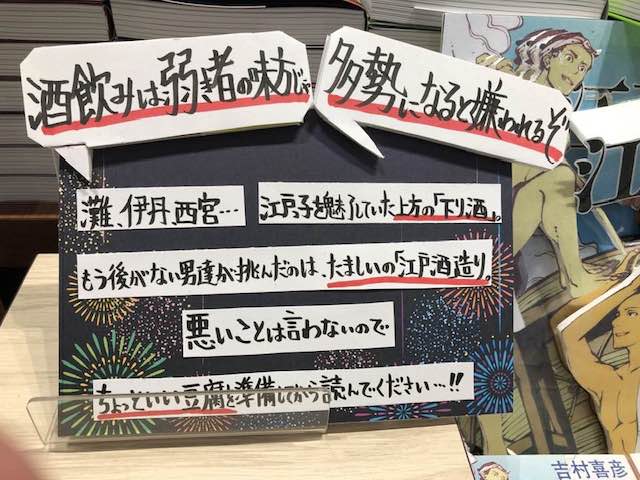 酒飲みは弱き者の味方じゃ
多勢になると嫌われるぞ
灘、伊丹、西宮…
江戸っ子を魅了していた上方の「下り酒」。
もう後がない男達が挑んだのは、たましいの「江戸酒造り」。
悪いことは言わないので
ちょっといい豆腐を準備してから読んでください…!!
江
吉村喜彦